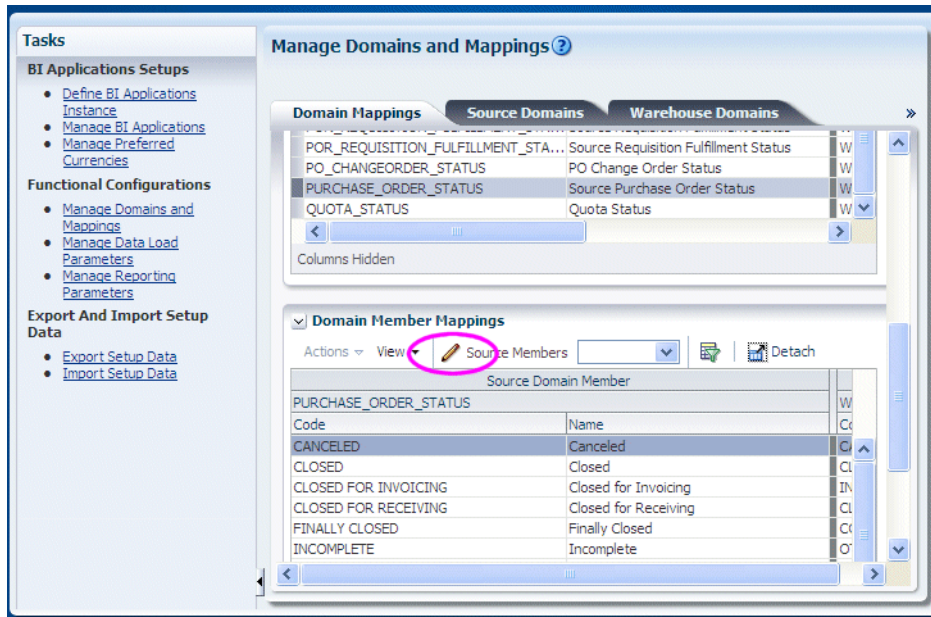 Tasks
BI Applications Setups
Define BI Applications
Instance
Manage BI Applications
Manage Preferred
Currencies
Functional Configurations
Manage Domains and
Mappings
Manage Data Load
Parameters
Manage Reporting
Parameters
Export And Import Setup
Data
Export Setup Data
Import Setup Data
Manage Domains and Mappings ?
Domain Mappings Source Domains Warehouse Domains »
POR_REQUISITION_FULFILLMENT_STA... Source Requisition Fulfillment Status W
PO_CHANGEORDER_STATUS PO Change Order Status W
PURCHASE_ORDER_STATUS Source Purchase Order Status W
QUOTA_STATUS Quota Status W
Columns Hidden
Domain Member Mappings
Actions View Source Members Detach
Source Domain Member
PURCHASE_ORDER_STATUS W
Code Name
CANCELED Canceled
CLOSED Closed CL
CLOSED FOR INVOICING Closed for Invoicing IN
CLOSED FOR RECEIVING Closed for Receiving CL
FINALLY CLOSED Finally Closed
INCOMPLETE Incomplete